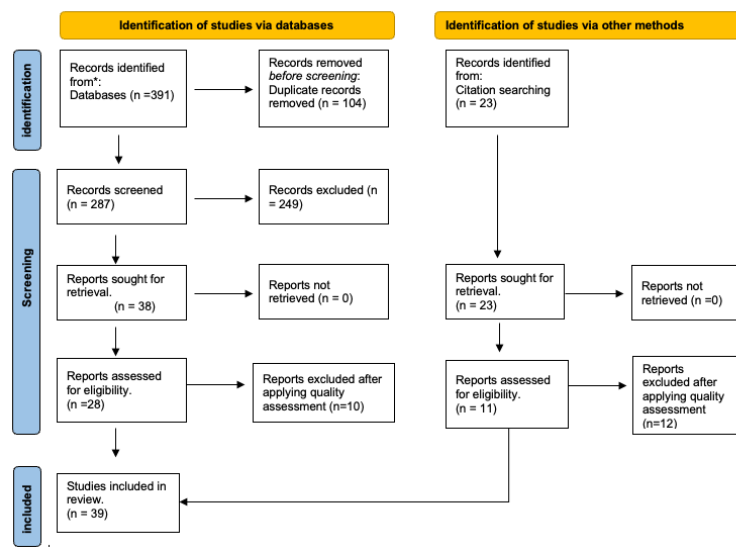 Identification of studies via databases
Identification of studies via other methods
identification
Records identified
from*:
Databases (n =391)
Records removed
before screening:
Duplicate records
removed (n = 104)
Records identified
from:
Citation searching
(n = 23)
Screening
Records screened
(n = 287)
Records excluded (n
= 249)
Reports sought for
retrieval.
(n = 38)
Reports not
retrieved (n = 0)
Reports sought for
retrieval.
(n = 23)
Reports not
retrieved (n =0)
Reports assessed
for eligibility.
(n =28)
Reports excluded after
applying quality
assessment (n=10)
Reports assessed for
eligibility.
(n = 11)
Reports
excluded after
applying quality
assessment
(n=12)
included
Studies included in
review.
(n = 39)